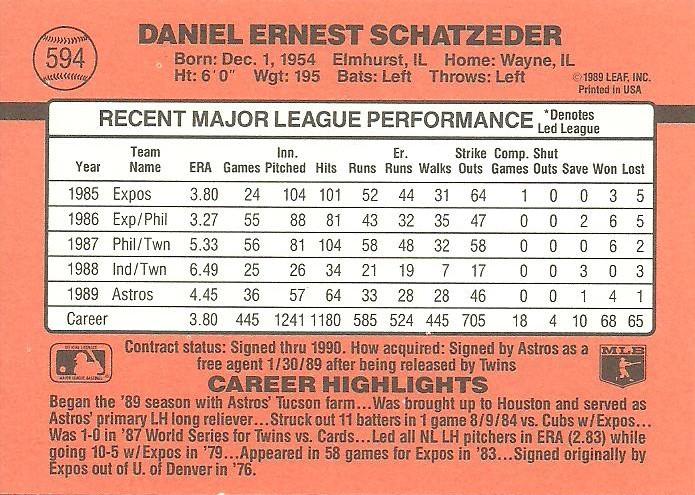 594
DANIEL ERNEST SCHATZEDER
Born: Dec. 1, 1954 Elmhurst, IL Home: Wayne, IL
Ht: 6'0" Wgt: 195 Bats: Left Throws: Left
©1989 LEAF, INC.
Printed in USA
RECENT MAJOR LEAGUE PERFORMANCE *Denotes Led League
Year Team Name ERA Games Inn. Pitched Hits Runs Er. Runs Walks Strike Outs Comp. Games Shut Outs Save Won Lost
1985 Expos 3.80 24 104 101 52 44 31 64 1 0 0 3 5
1986 Exp/Phil 3.27 55 88 81 43 32 35 47 0 0 2 6 5
1987 Phil/Twn 5.33 56 81 104 58 48 32 58 0 0 0 6 2
1988 Ind/Twn 6.49 25 26 34 21 19 7 17 0 0 3 0 3
1989 Astros 4.45 36 57 64 33 28 28 46 0 0 1 4 1
Career 3.80 445 1241 1180 585 524 445 705 18 4 10 68 65
Contract status: Signed thru 1990. How acquired: Signed by Astros as a
free agent 1/30/89 after being released by Twins
MLB
CAREER HIGHLIGHTS
Began the '89 season with Astros' Tucson farm...Was brought up to Houston and served as
Astros' primary LH long reliever...Struck out 11 batters in 1 game 8/9/84 vs. Cubs w/Expos...
Was 1-0 in '87 World Series for Twins vs. Cards...Led all NL LH pitchers in ERA (2.83) while
going 10-5 w/Expos in '79...Appeared in 58 games for Expos in '83...Signed originally by
Expos out of U. of Denver in '76.